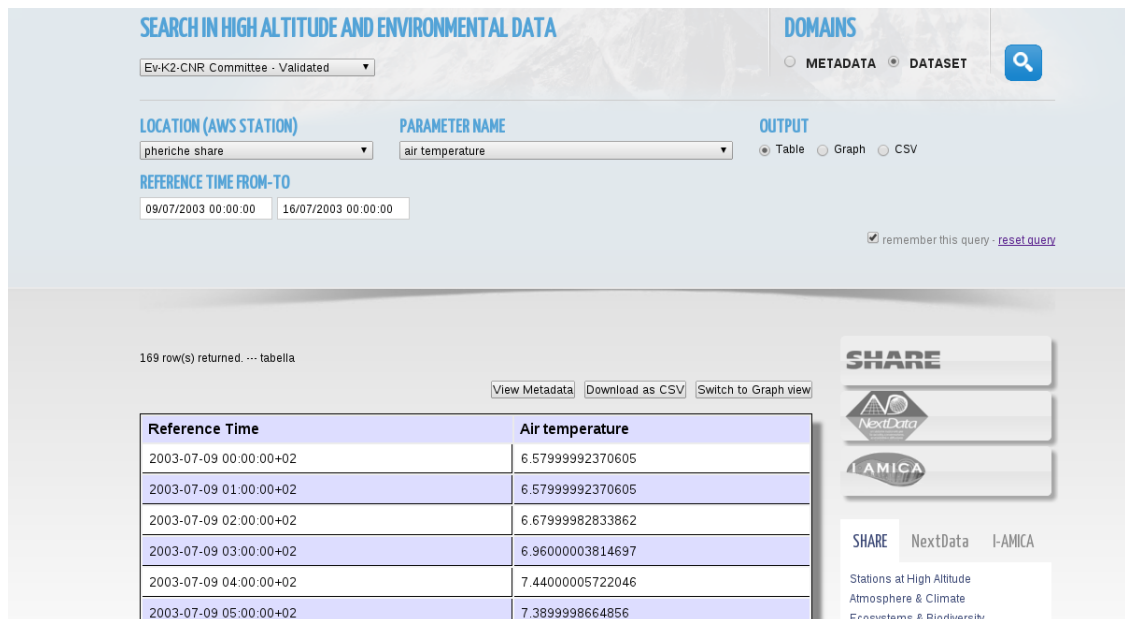 SEARCH IN HIGH ALTITUDE AND ENVIRONMENTAL DATA
DOMAINS
Ev-K2-CNR Committee - Validated
METADATA DATASET
LOCATION (AWS STATION) PARAMETER NAME OUTPUT
pheriche share air temperature Table Graph CSV
REFERENCE TIME FROM-TO
09/07/2003 00:00:00 16/07/2003 00:00:00
remember this query - reset query
169 row(s) returned. --- tabella
View Metadata Download as CSV Switch to Graph view
Reference Time Air temperature
2003-07-09 00:00:00+02 6.57999992370605
2003-07-09 01:00:00+02 6.57999992370605
2003-07-09 02:00:00+02 6.67999982833862
2003-07-09 03:00:00+02 6.96000003814697
2003-07-09 04:00:00+02 7.44000005722046
2003-07-09 05:00:00+02 7.3899998664856
SHARE
NextData
I AMICA
SHARE NextData I-AMICA
Stations at High Altitude
Atmosphere & Climate
Ecosystems & Biodiversity